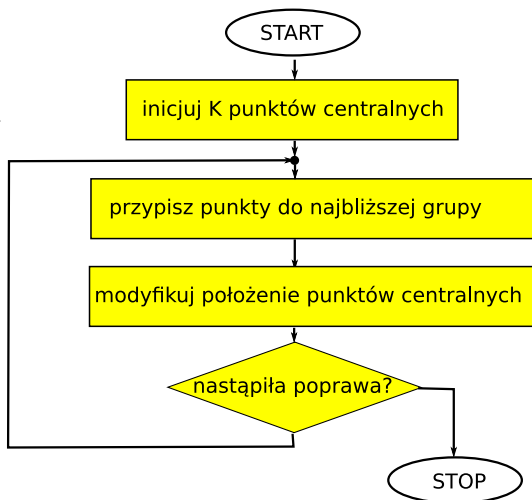 START
inicjuj K punktów centralnych
przypisz punkty do najbliższej grupy
modyfikuj położenie punktów centralnych
nastąpiła poprawa?
STOP